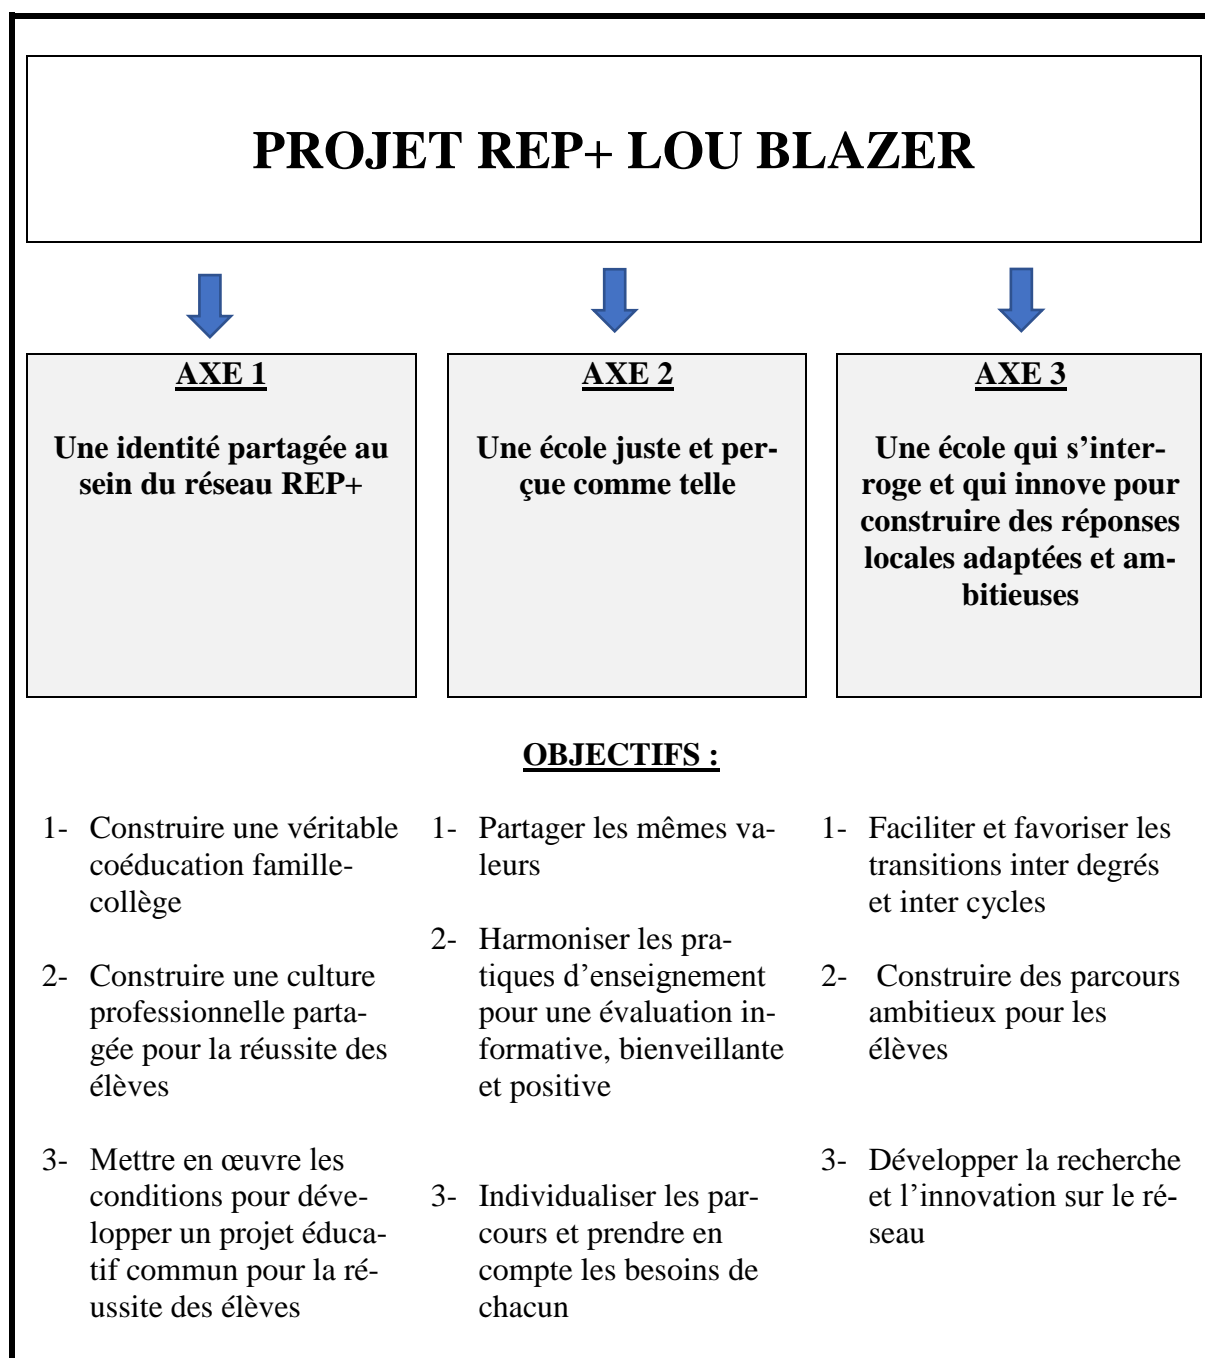 PROJET REP+ LOU BLAZER
AXE 1
Une identité partagée au
sein du réseau REP+
AXE 2
Une école juste et per-
çue comme telle
AXE 3
Une école qui s’inter-
roge et qui innove pour
construire des réponses
locales adaptées et am-
bitieuses
OBJECTIFS :
1- Construire une véritable
coéducation famille-
collège
2- Construire une culture
professionnelle parta-
gée pour la réussite des
élèves
3- Mettre en œuvre les
conditions pour déve-
lopper un projet éduca-
tif commun pour la ré-
ussite des élèves
1- Partager les mêmes va-
leurs
2- Harmoniser les pra-
tiques d’enseignement
pour une évaluation in-
formative, bienveillante
et positive
3- Individualiser les par-
cours et prendre en
compte les besoins de
chacun
1- Faciliter et favoriser les
transitions inter degrés
et inter cycles
2- Construire des parcours
ambitieux pour les
élèves
3- Développer la recherche
et l’innovation sur le ré-
seau